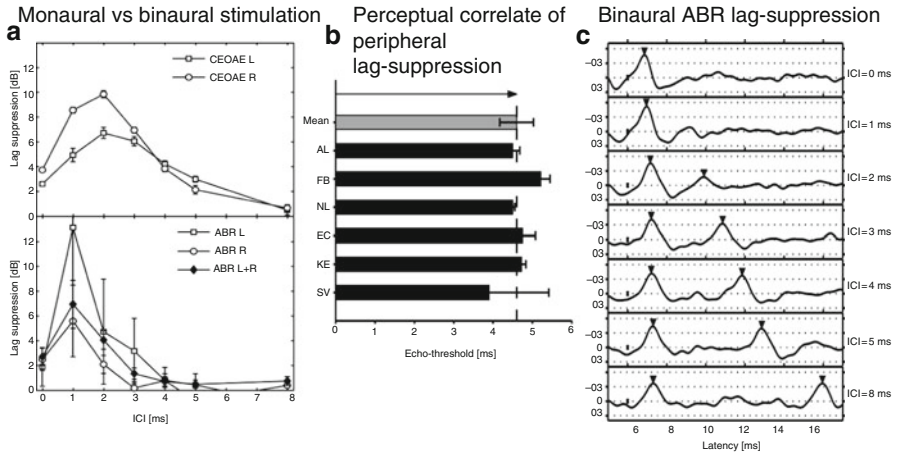 Monaural vs binaural stimulation
a
CEOAE L
CEOAE R
Lag suppression [dB]
12
10
8
6
4
2
0
ABR L
ABR R
ABR L+R
Lag suppression [dB]
12
10
8
6
4
2
0
0 1 2 3 4 5 6 7 8
ICI [ms]
Perceptual correlate of
b peripheral
lag-suppression
Mean
AL
FB
NL
EC
KE
SV
0 1 2 3 4 5 6
Echo-threshold [ms]
Binaural ABR lag-suppression
c
−03
0
03
ICI=0 ms
−03
0
03
ICI=1 ms
−03
0
03
ICI=2 ms
−03
0
03
ICI=3 ms
−03
0
03
ICI=4 ms
−03
0
03
ICI=5 ms
−03
0
03
ICI=8 ms
6 8 10 12 14 16
Latency [ms]